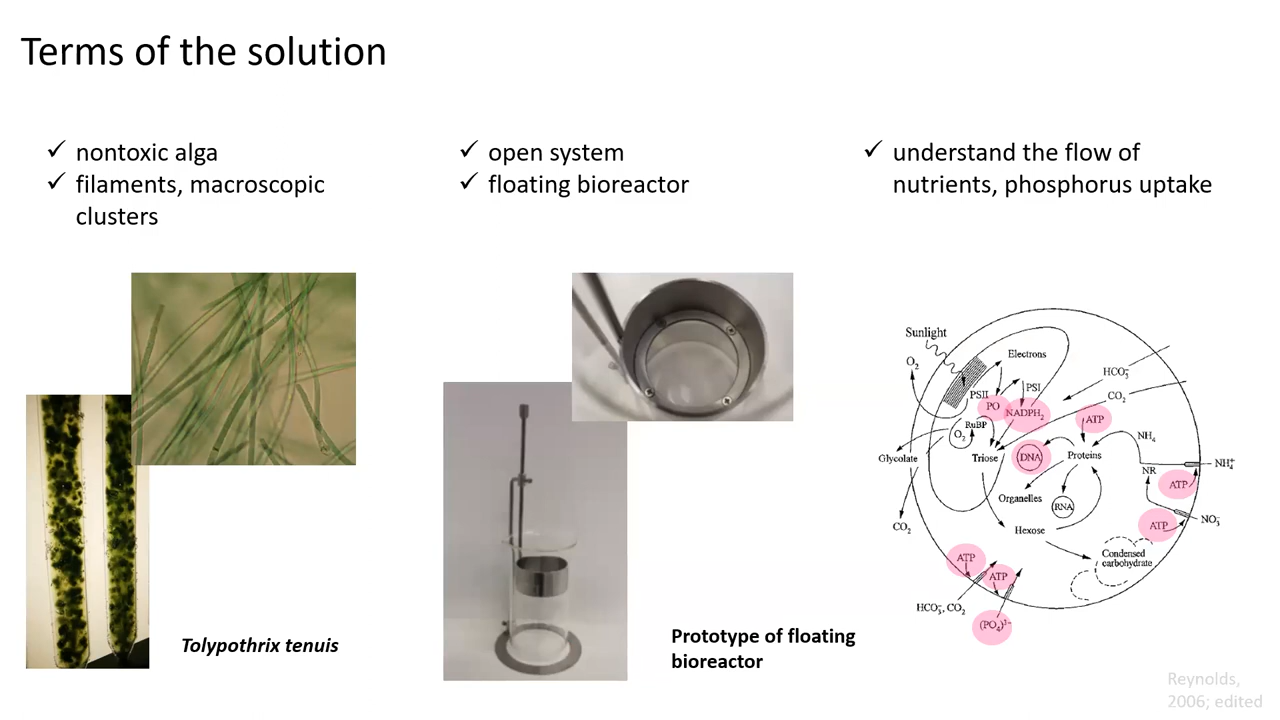 Terms of the solution
✓ nontoxic alga
✓ filaments, macroscopic
clusters
✓ open system
✓ floating bioreactor
✓ understand the flow of
nutrients, phosphorus uptake
Tolypothrix tenuis
Prototype of floating
bioreactor
Sunlight
O₂
Electrons
PSII
PSI
PO
NADPH₂
HCO₃⁻
CO₂
RuBP
O₂
ATP
NH₄
Glycolate
Triose
DNA
Proteins
NR
NH₄⁺
ATP
Organelles
RNA
CO₂
Hexose
ATP
NO₃⁻
Condensed
carbohydrate
ATP
ATP
HCO₃⁻, CO₂
(PO₄)³⁻
Reynolds,
2006; edited